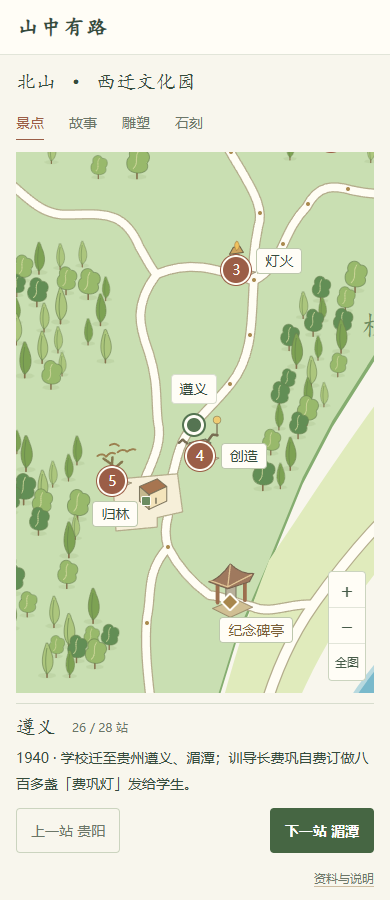 山中有路
北山 • 西迁文化园
景点 故事 雕塑 石刻
3 灯火
遵义
4 创造
5
归林
纪念碑亭
+
−
全图
遵义 26 / 28 站
1940 · 学校迁至贵州遵义、湄潭；训导长费巩自费订做八
百多盏「费巩灯」发给学生。
上一站 贵阳
下一站 湄潭
资料与说明